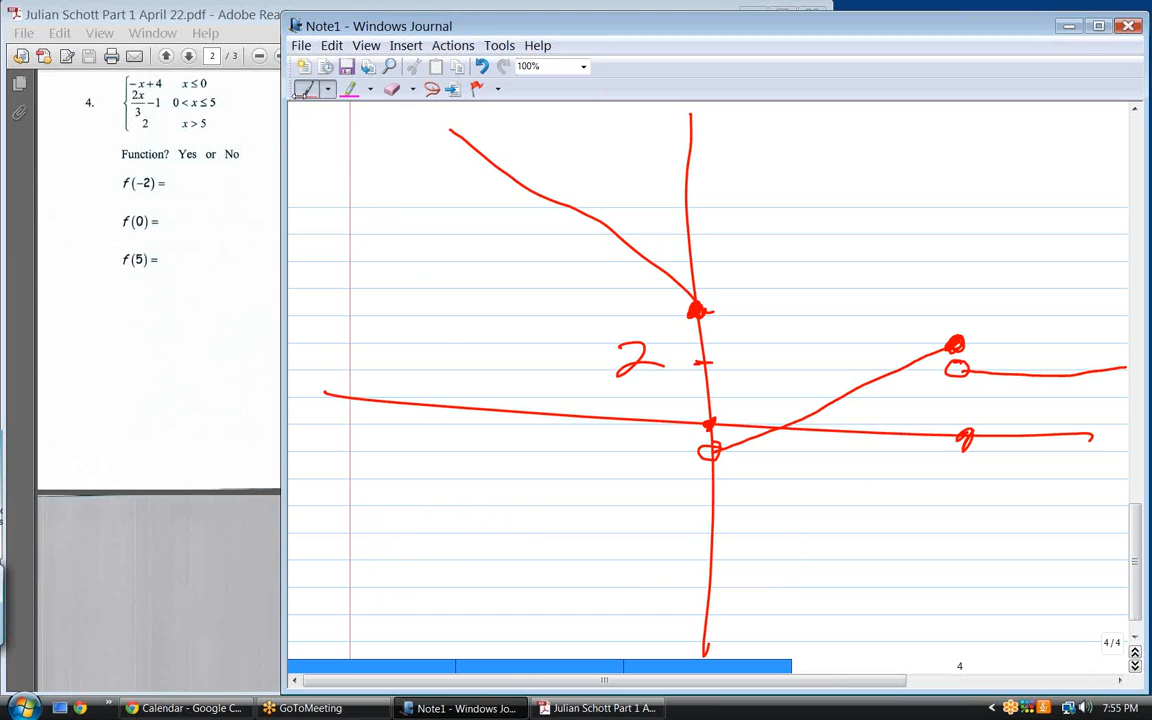 Julian Schott Part 1 April 22.pdf - Adobe Rea
File Edit View Window Help
2 / 3
4. -x+4 x ≤ 0
2x/3 -1 0 < x ≤ 5
2 x > 5
Function? Yes or No
f(-2) =
f(0) =
f(5) =
Note1 - Windows Journal
File Edit View Insert Actions Tools Help
100%
2
4/4
4
Calendar - Google C...
GoToMeeting
Note1 - Windows Jo...
Julian Schott Part 1 A...
7:55 PM